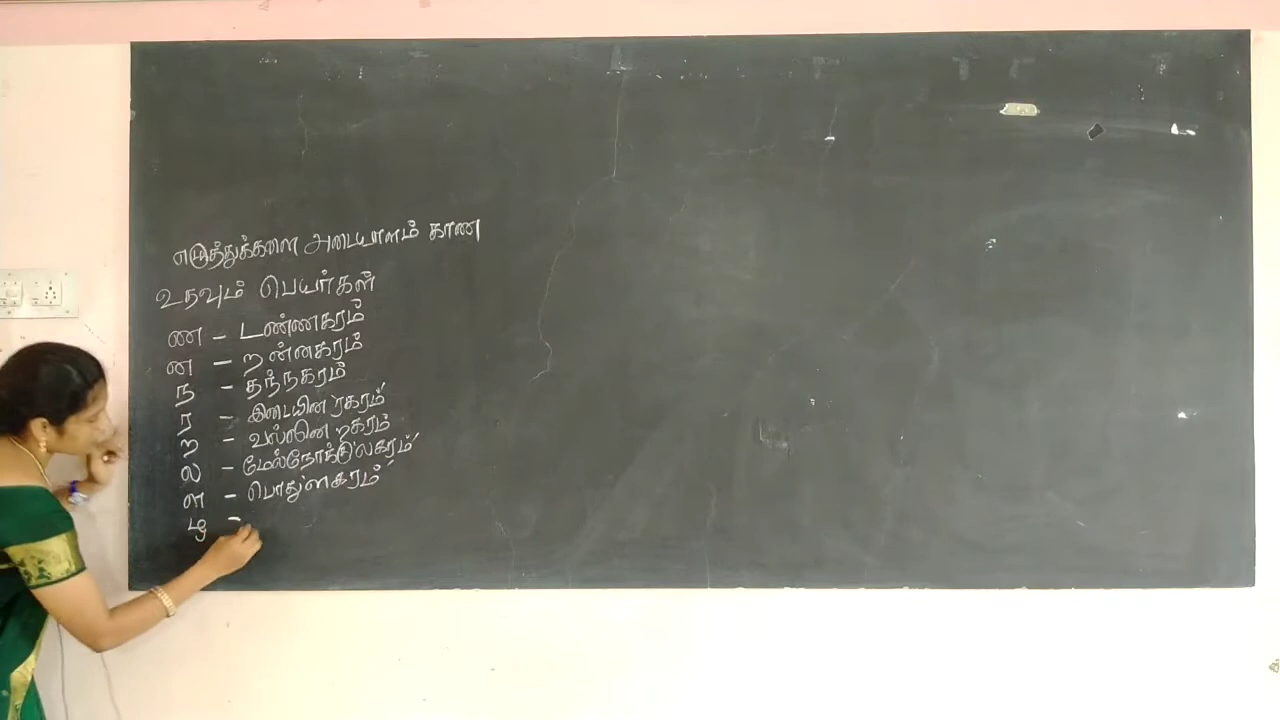 எழுத்துக்களை அடையாளம் காண
உதவும் பெயர்கள்
ண - டண்ணகரம்
ன - றன்னகரம்
ந - தந்நகரம்
ர - இடையின ரகரம்
ற - வல்லின றகரம்
ல - மேல்நோக்கு லகரம்
ள - பொது ளகரம்
ழ -